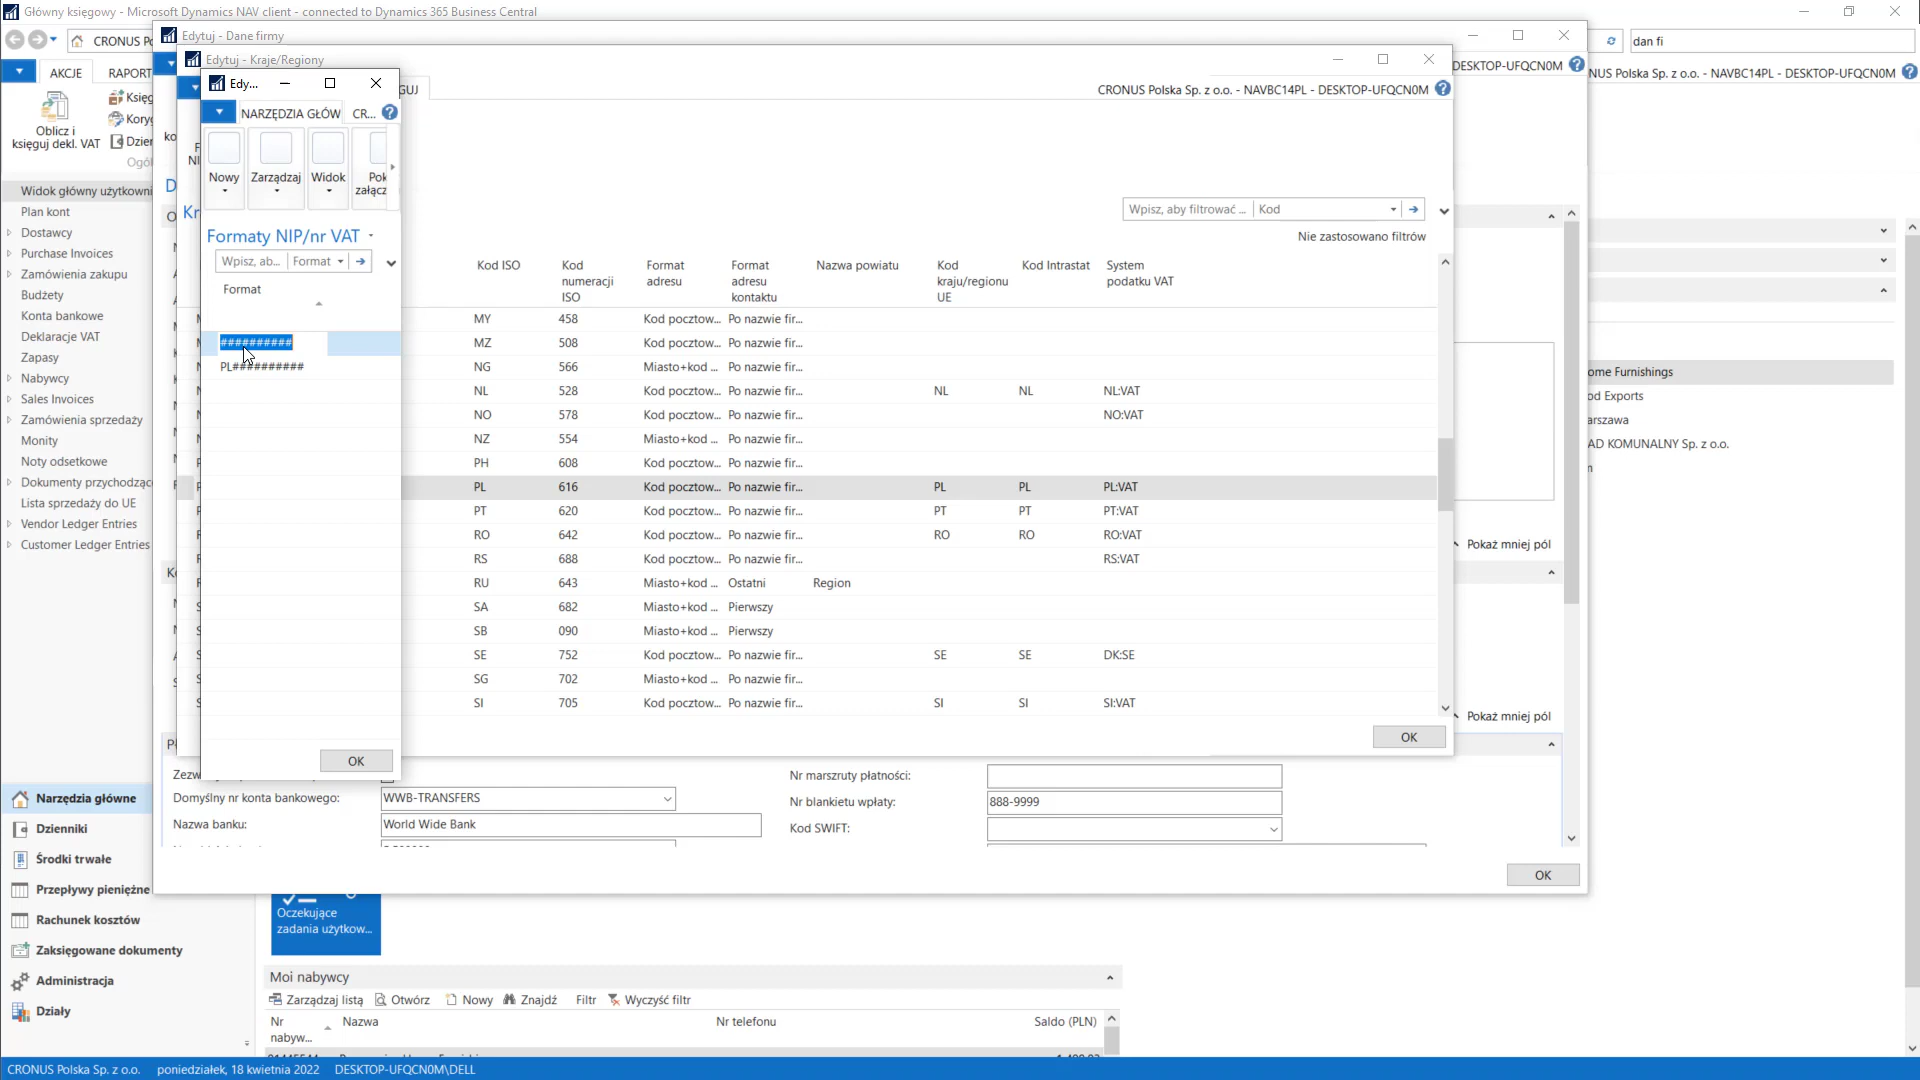 Główny księgowy - Microsoft Dynamics NAV client - connected to Dynamics 365 Business Central
Edytuj - Dane firmy
CRONUS
dan fi
Edytuj - Kraje/Regiony
DESKTOP-UFQCN0M
NUS Polska Sp. z o.o. - NAVBC14PL - DESKTOP-UFQCN0M
AKCJE
RAPORT
Edy...
CRONUS Polska Sp. z o.o. - NAVBC14PL - DESKTOP-UFQCN0M
NARZĘDZIA GŁÓW
CR...
Oblicz i
księguj dekl. VAT
Nowy
Zarządzaj
Widok
Pok
załącz
Formaty NIP/nr VAT
Wpisz, ab...
Format
Format
##########
PL##########
OK
Wpisz, aby filtrować ...
Kod
Nie zastosowano filtrów
Kod ISO
Kod numeracji ISO
Format adresu
Format adresu kontaktu
Nazwa powiatu
Kod kraju/regionu UE
Kod Intrastat
System podatku VAT
MY 458 Kod pocztow... Po nazwie fir...
MZ 508 Kod pocztow... Po nazwie fir...
NG 566 Miasto+kod ... Po nazwie fir...
NL 528 Kod pocztow... Po nazwie fir... NL NL NL:VAT
NO 578 Kod pocztow... Po nazwie fir... NO:VAT
NZ 554 Miasto+kod ... Po nazwie fir...
PH 608 Kod pocztow... Po nazwie fir...
PL 616 Kod pocztow... Po nazwie fir... PL PL PL:VAT
PT 620 Kod pocztow... Po nazwie fir... PT PT PT:VAT
RO 642 Kod pocztow... Po nazwie fir... RO RO RO:VAT
RS 688 Kod pocztow... Po nazwie fir... RS:VAT
RU 643 Miasto+kod ... Ostatni Region
SA 682 Miasto+kod ... Pierwszy
SB 090 Miasto+kod ... Pierwszy
SE 752 Kod pocztow... Po nazwie fir... SE SE DK:SE
SG 702 Miasto+kod ... Po nazwie fir...
SI 705 Kod pocztow... Po nazwie fir... SI SI SI:VAT
OK
Widok główny użytkowni
Plan kont
Dostawcy
Purchase Invoices
Zamówienia zakupu
Budżety
Konta bankowe
Deklaracje VAT
Zapasy
Nabywcy
Sales Invoices
Zamówienia sprzedaży
Monity
Noty odsetkowe
Dokumenty przychodzące
Lista sprzedaży do UE
Vendor Ledger Entries
Customer Ledger Entries
Narzędzia główne
Dzienniki
Środki trwałe
Przepływy pieniężne
Rachunek kosztów
Zaksięgowane dokumenty
Administracja
Działy
Pokaż mniej pól
Pokaż mniej pól
ome Furnishings
od Exports
arszawa
AD KOMUNALNY Sp. z o.o.
Domyślny nr konta bankowego: WWB-TRANSFERS
Nazwa banku: World Wide Bank
Nr marszruty płatności:
Nr blankietu wpłaty: 888-9999
Kod SWIFT:
OK
Oczekujące
zadania użytkow...
Moi nabywcy
Zarządzaj listą Otwórz Nowy Znajdź Filtr Wyczyść filtr
Nr nabyw...
Nazwa
Nr telefonu
Saldo (PLN)
CRONUS Polska Sp. z o.o. poniedziałek, 18 kwietnia 2022 DESKTOP-UFQCN0M\DELL